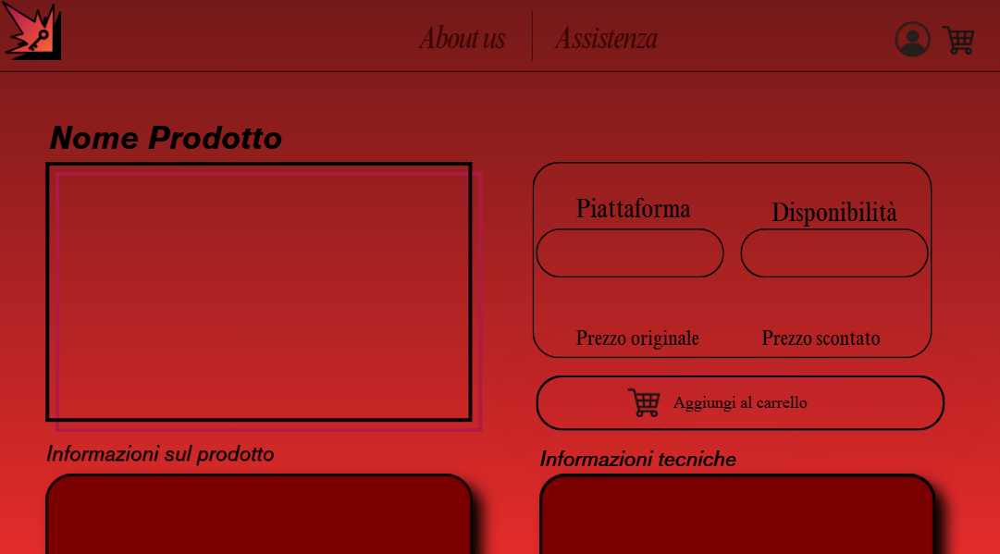 About us
Assistenza
Nome Prodotto
Piattaforma
Disponibilità
Prezzo originale
Prezzo scontato
Aggiungi al carrello
Informazioni sul prodotto
Informazioni tecniche